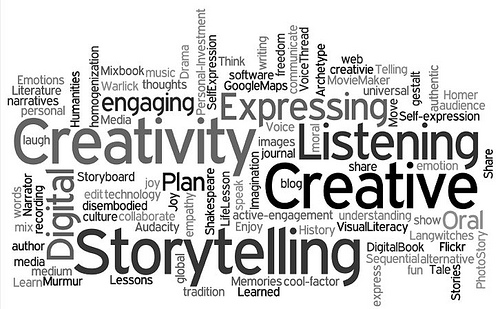 Emotions
Literature
narratives
personal
Humanities
homogenization
Mixbook
music
Warlick
thoughts
engaging
Media
Drama
Personal-Investment
SelfExpression
Think
software
GoogleMaps
writing
freedom
communicate
VoiceThread
Archetype
web
creativie
Telling
MovieMaker
universal
Move
gestalt
authentic
Homer
audience
Self-expression
Expressing
laugh
Creativity
Voice
images
journal
moral
Listening
share
emotion
Share
Storyboard
joy
Plan
Joy
Shakespeare
LifeLesson
speak
Imagination
blog
Creative
words
mix
Narrator
recording
Digital
edit
technology
disembodied
culture
collaborate
Audacity
empathy
active-engagement
understanding
show
Oral
Enjoy
History
VisualLiteracy
Langwitches
author
media
medium
Learn
Murmur
Storytelling
DigitalBook
Flickr
Sequential
alternative
fun
Tale
Stories
PhotoStory
express
Lessons
global
tradition
Memories
cool-factor
Learned